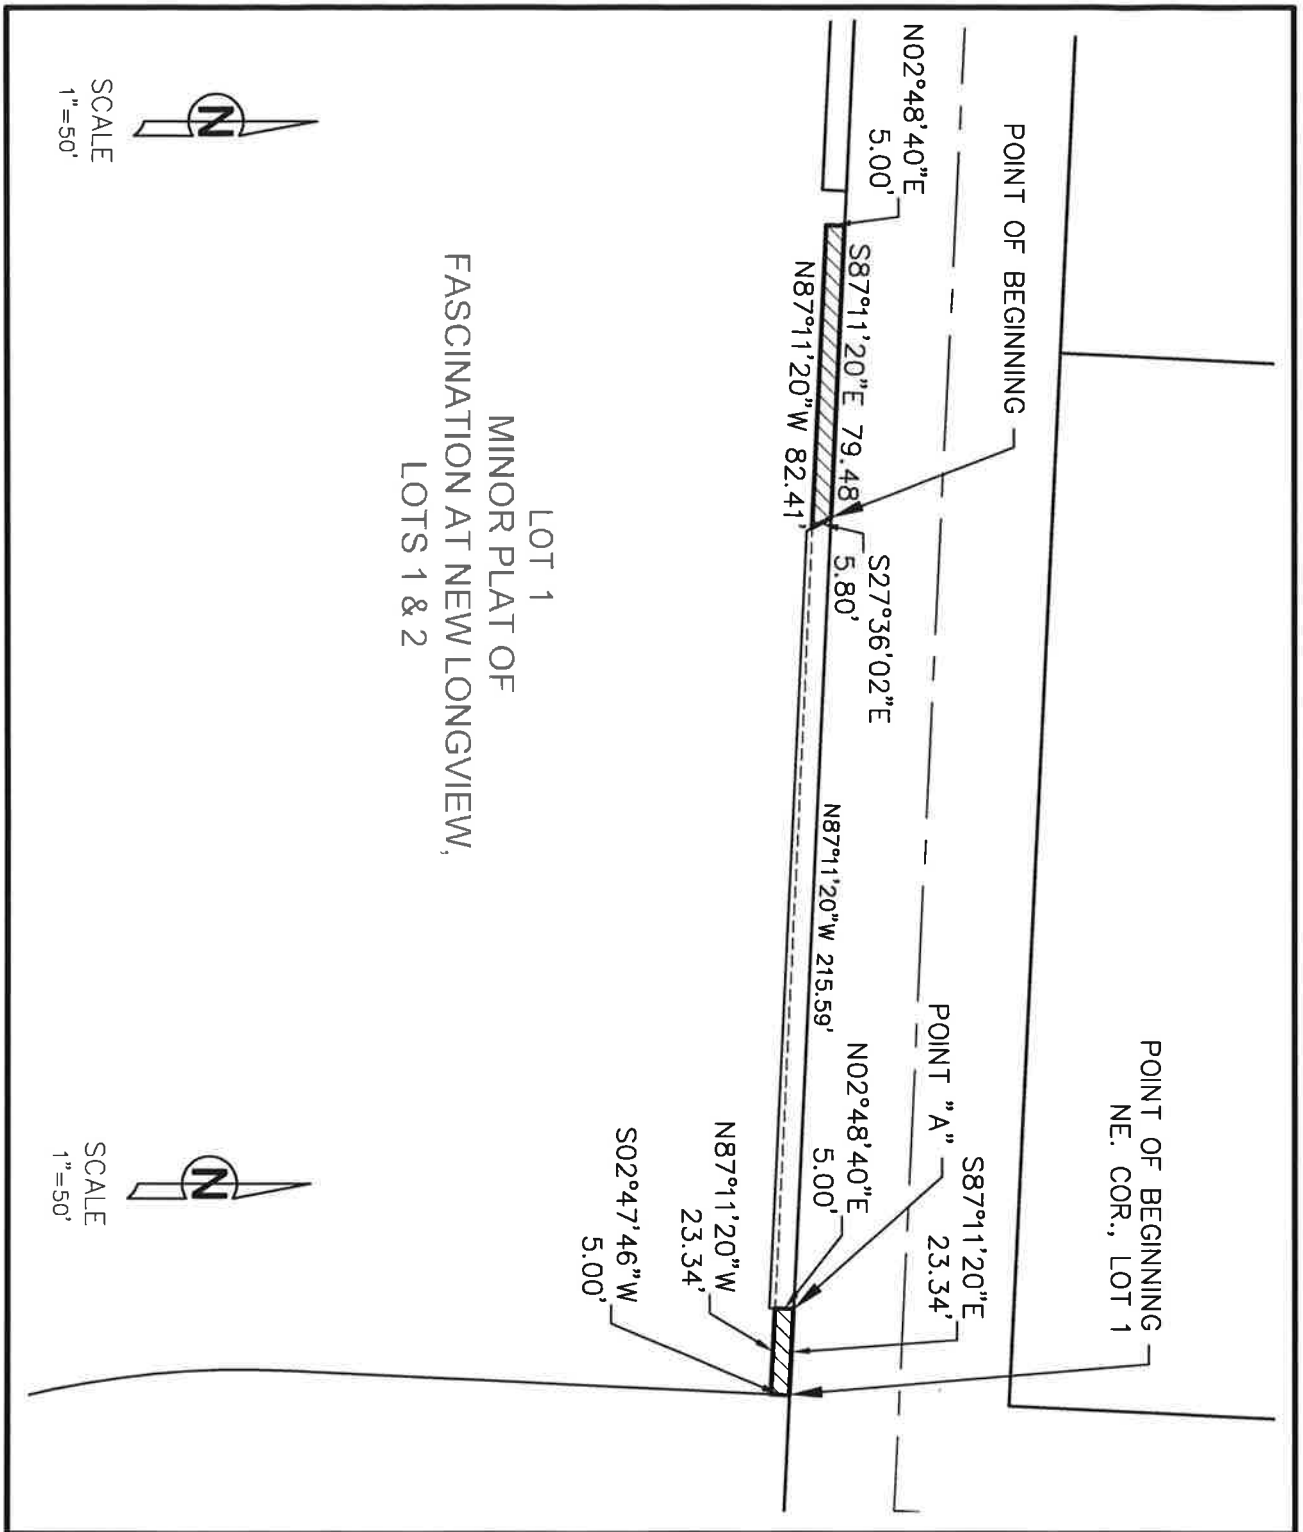 N02°48'40"E
5.00'
POINT OF BEGINNING
S87°11'20"E 79.48'
N87°11'20"W 82.41'
S27°36'02"E
5.80'
N87°11'20"W 215.59'
POINT "A"
N02°48'40"E
5.00'
S87°11'20"E
23.34'
POINT OF BEGINNING
NE. COR., LOT 1
N87°11'20"W
23.34'
S02°47'46"W
5.00'
LOT 1
MINOR PLAT OF
FASCINATION AT NEW LONGVIEW,
LOTS 1 & 2
N
SCALE
1"=50'
N
SCALE
1"=50'